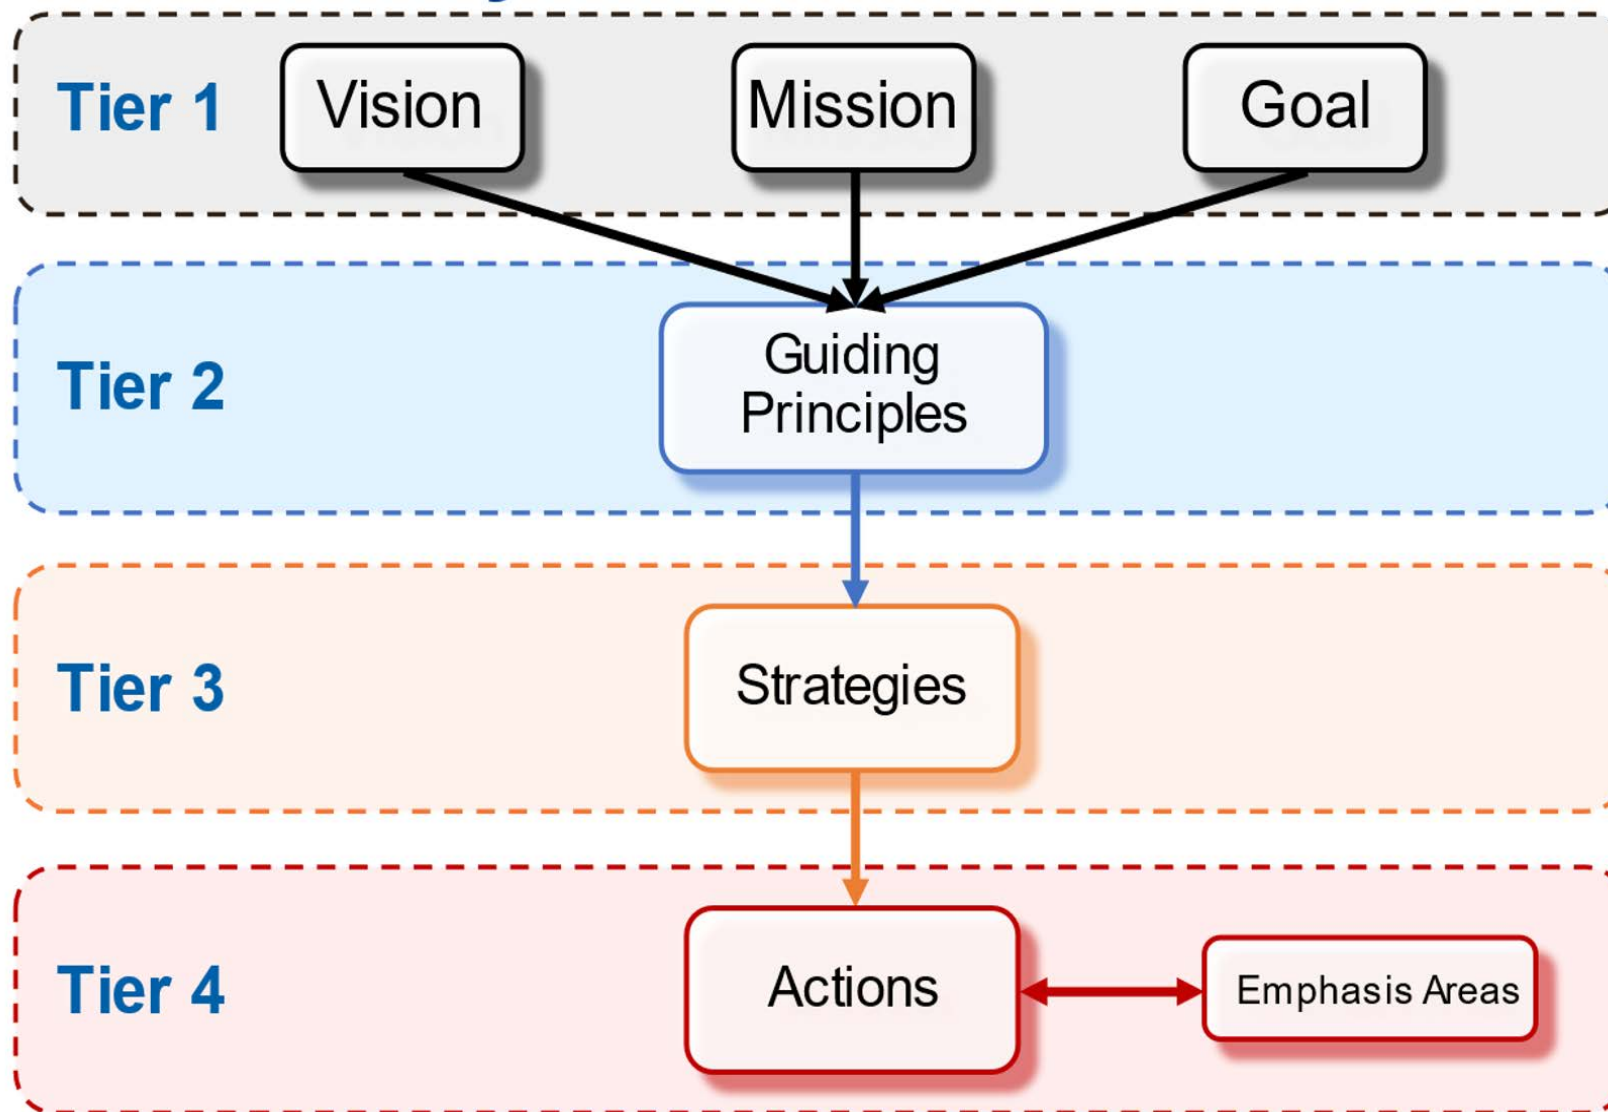 Tier 1
Vision
Mission
Goal
Tier 2
Guiding
Principles
Tier 3
Strategies
Tier 4
Actions
Emphasis Areas